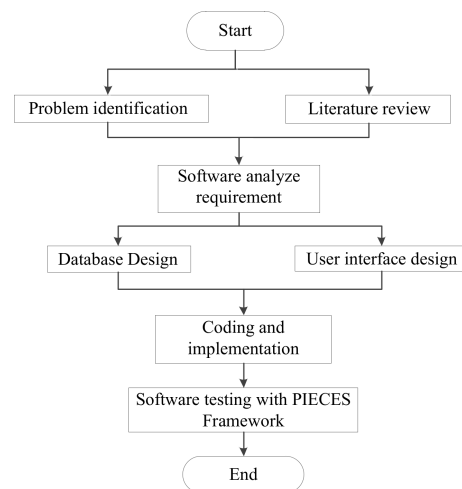 Start
Problem identification
Literature review
Software analyze
requirement
Database Design
User interface design
Coding and
implementation
Software testing with PIECES
Framework
End